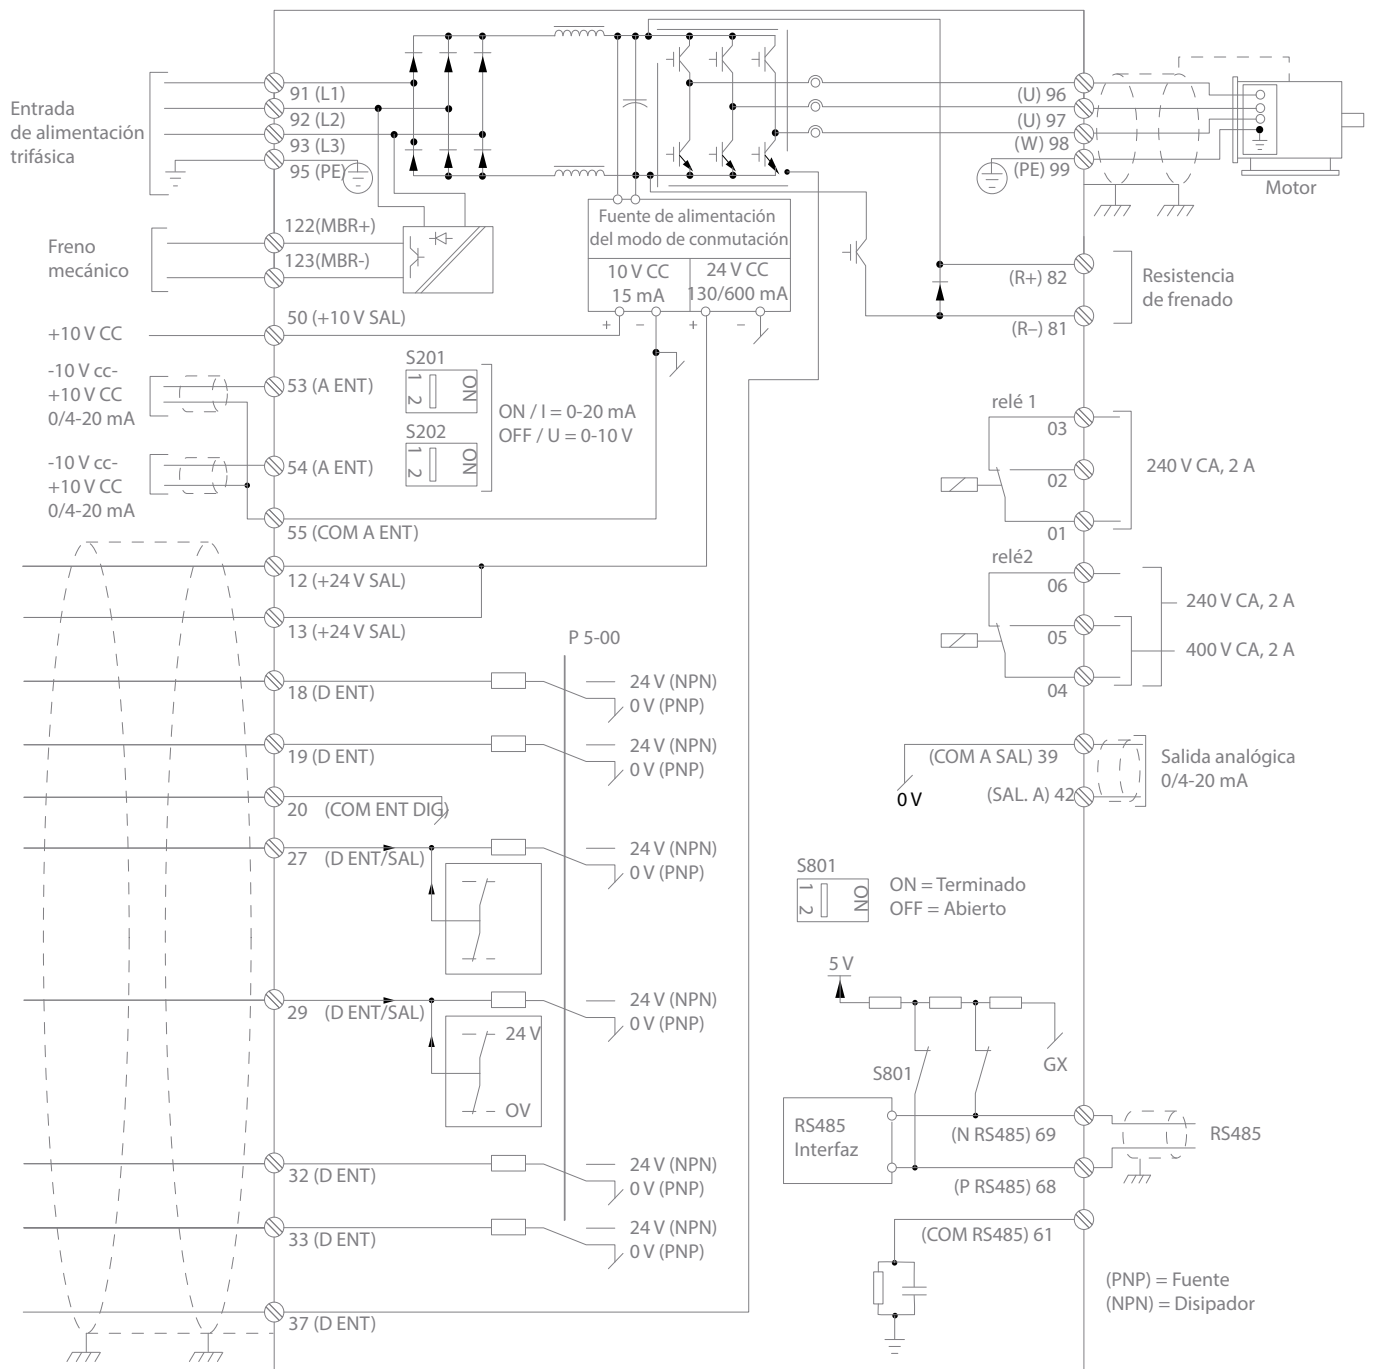 Entrada
de alimentación
trifásica
91 (L1)
92 (L2)
93 (L3)
95 (PE)
Freno
mecánico
122(MBR+)
123(MBR-)
+10 V CC
50 (+10 V SAL)
-10 V cc-
+10 V CC
0/4-20 mA
53 (A ENT)
-10 V cc-
+10 V CC
0/4-20 mA
54 (A ENT)
55 (COM A ENT)
12 (+24 V SAL)
13 (+24 V SAL)
18 (D ENT)
19 (D ENT)
20 (COM ENT DIG)
27 (D ENT/SAL)
29 (D ENT/SAL)
32 (D ENT)
33 (D ENT)
37 (D ENT)
S201
1 2 ON
S202
1 2 ON
ON / I = 0-20 mA
OFF / U = 0-10 V
Fuente de alimentación
del modo de conmutación
10 V CC
15 mA
24 V CC
130/600 mA
+ − + −
P 5-00
24 V (NPN)
0 V (PNP)
24 V (NPN)
0 V (PNP)
24 V (NPN)
0 V (PNP)
24 V (NPN)
0 V (PNP)
24 V
OV
24 V (NPN)
0 V (PNP)
24 V (NPN)
0 V (PNP)
(U) 96
(U) 97
(W) 98
(PE) 99
Motor
(R+) 82
(R−) 81
Resistencia
de frenado
relé 1
03
02
01
240 V CA, 2 A
relé2
06
05
04
240 V CA, 2 A
400 V CA, 2 A
(COM A SAL) 39
0 V
(SAL. A) 42
Salida analógica
0/4-20 mA
S801
1 2 ON
ON = Terminado
OFF = Abierto
5 V
GX
S801
RS485
Interfaz
(N RS485) 69
(P RS485) 68
(COM RS485) 61
RS485
(PNP) = Fuente
(NPN) = Disipador